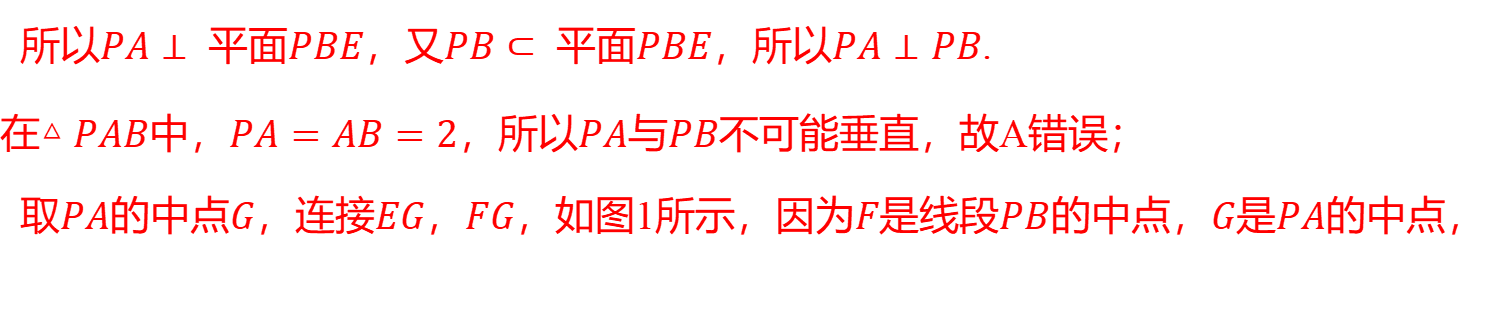 所以PA⊥ 平面PBE，又PB⊂ 平面PBE，所以PA⊥PB.
在△PAB中，PA=AB=2，所以PA与PB不可能垂直，故A错误；
取PA的中点G，连接EG，FG，如图1所示，因为F是线段PB的中点，G是PA的中点，